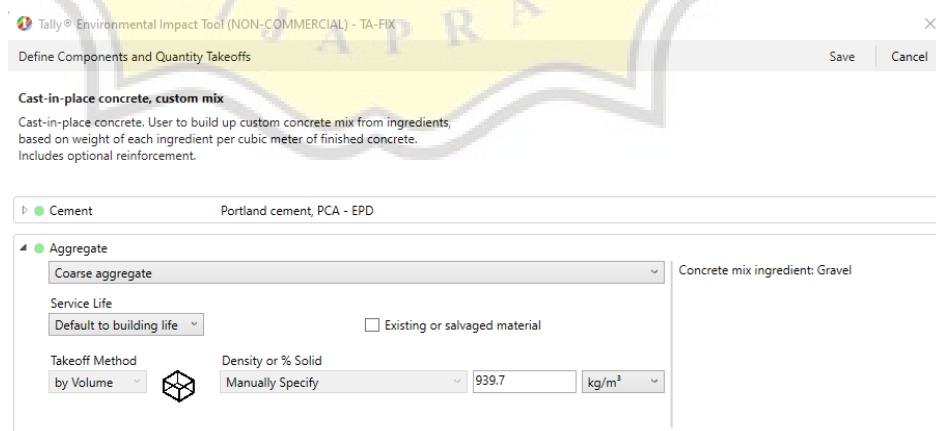 Tally® Environmental Impact Tool (NON-COMMERCIAL) - TA-FIX
JAPRA
Define Components and Quantity Takeoffs Save Cancel
Cast-in-place concrete, custom mix
Cast-in-place concrete. User to build up custom concrete mix from ingredients,
based on weight of each ingredient per cubic meter of finished concrete.
Includes optional reinforcement.
Cement Portland cement, PCA - EPD
Aggregate
Coarse aggregate Concrete mix ingredient: Gravel
Service Life
Default to building life Existing or salvaged material
Takeoff Method Density or % Solid
by Volume Manually Specify 939.7 kg/m³